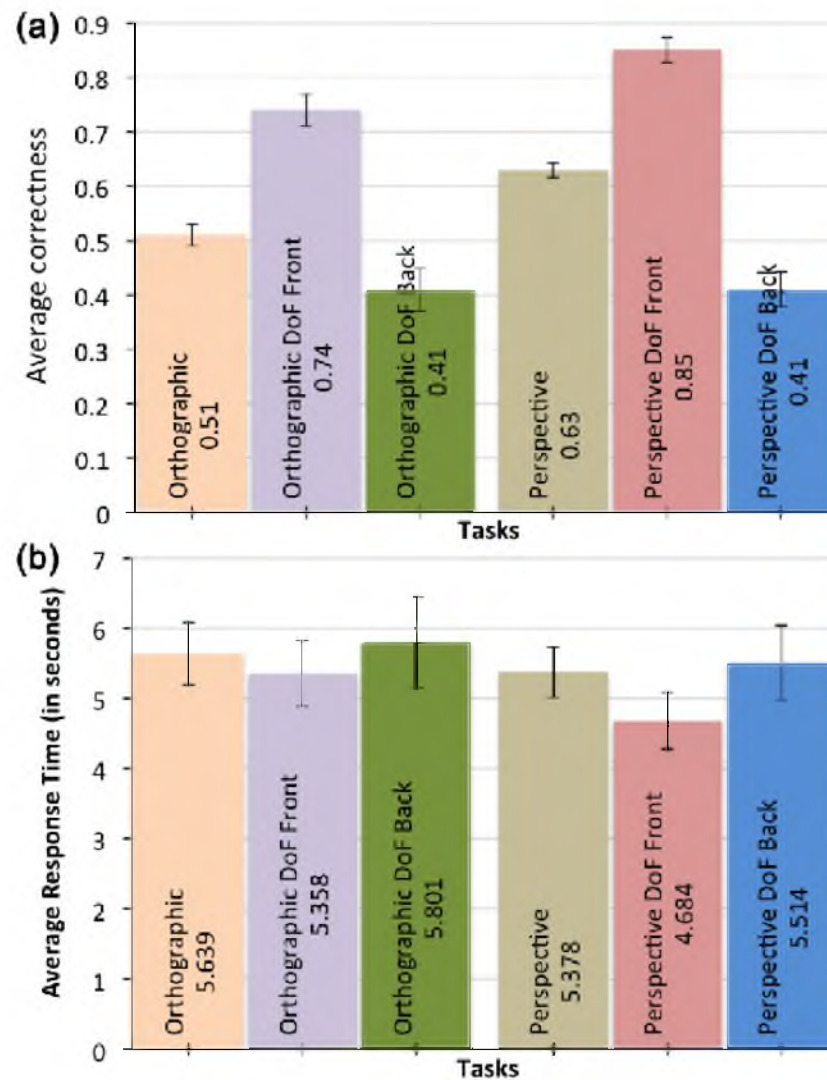 (a)
Average correctness
0.9
0.8
0.7
0.6
0.5
0.4
0.3
0.2
0.1
0
Orthographic
0.51
Orthographic DoF Front
0.74
Orthographic DoF Back
0.41
Perspective
0.63
Perspective DoF Front
0.85
Perspective DoF Back
0.41
Tasks
(b)
Average Response Time (in seconds)
7
6
5
4
3
2
1
0
Orthographic
5.639
Orthographic DoF Front
5.358
Orthographic DoF Back
5.801
Perspective
5.378
Perspective DoF Front
4.684
Perspective DoF Back
5.514
Tasks